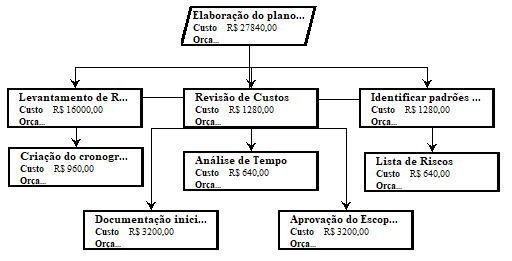 Elaboração do plano...
Custo R$ 27840,00
Orça...
Levantamento de R...
Custo R$ 16000,00
Orça...
Revisão de Custos
Custo R$ 1280,00
Orça...
Identificar padrões ...
Custo R$ 1280,00
Orça...
Criação do cronogr...
Custo R$ 960,00
Orça...
Análise de Tempo
Custo R$ 640,00
Orça...
Lista de Riscos
Custo R$ 640,00
Orça...
Documentação inici...
Custo R$ 3200,00
Orça...
Aprovação do Escop...
Custo R$ 3200,00
Orça...